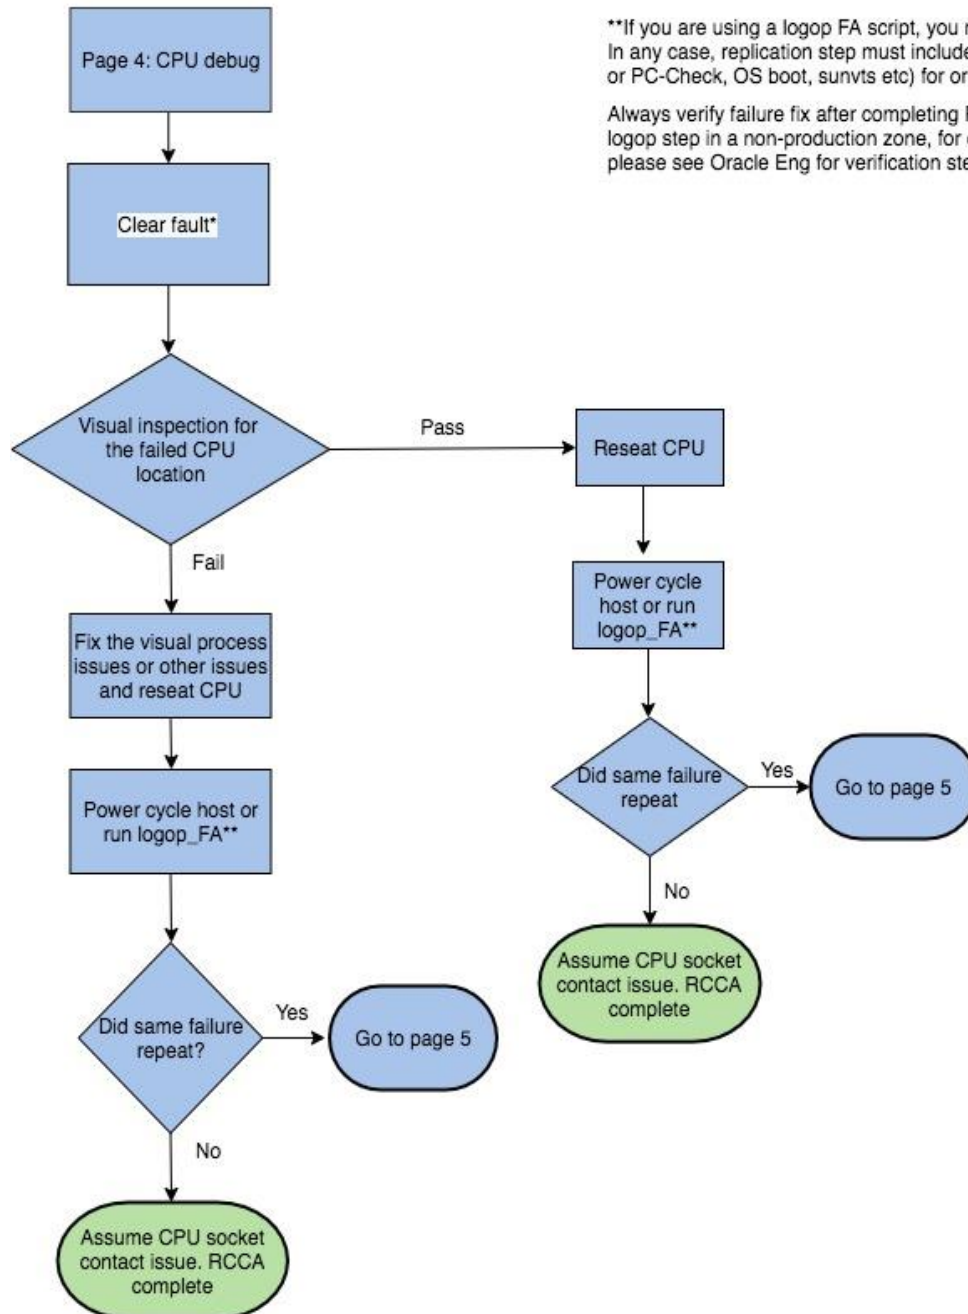 Page 4: CPU debug
**If you are using a logop FA script, you
In any case, replication step must include
or PC-Check, OS boot, sunvts etc) for
Always verify failure fix after completing
logop step in a non-production zone, for
please see Oracle Eng for verification
Clear fault*
Visual inspection for
the failed CPU
location
Pass
Reseat CPU
Fail
Power cycle
host or run
logop_FA**
Fix the visual process
issues or other issues
and reseat CPU
Did same failure
repeat
Yes
Go to page 5
Power cycle host or
run logop_FA**
No
Assume CPU socket
contact issue. RCCA
complete
Did same failure
repeat?
Yes
Go to page 5
No
Assume CPU socket
contact issue. RCCA
complete